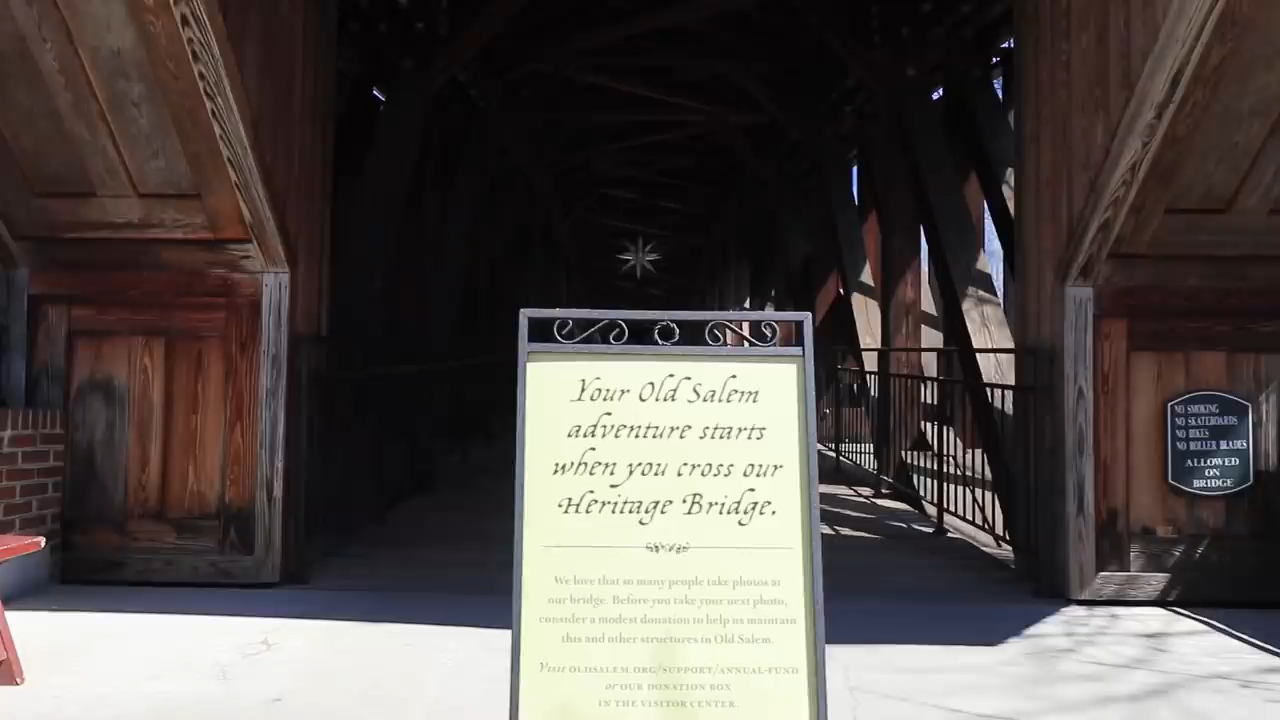 Your Old Salem
adventure starts
when you cross our
Heritage Bridge.
We love that so many people take photos at
our bridge. Before you take your next photo,
consider a modest donation to help us maintain
this and other structures in Old Salem.
Visit OLDSALEM.ORG/SUPPORT/ANNUAL-FUND
or OUR DONATION BOX
IN THE VISITOR CENTER.
NO SMOKING
NO SKATEBOARDS
NO BIKES
NO ROLLER BLADES
ALLOWED
ON
BRIDGE